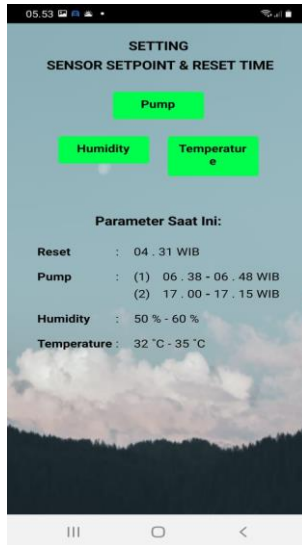 05.53
SETTING
SENSOR SETPOINT & RESET TIME
Pump
Humidity
Temperatur
e
Parameter Saat Ini:
Reset : 04 . 31 WIB
Pump : (1) 06 . 38 - 06 . 48 WIB
(2) 17 . 00 - 17 . 15 WIB
Humidity : 50 % - 60 %
Temperature : 32 °C - 35 °C